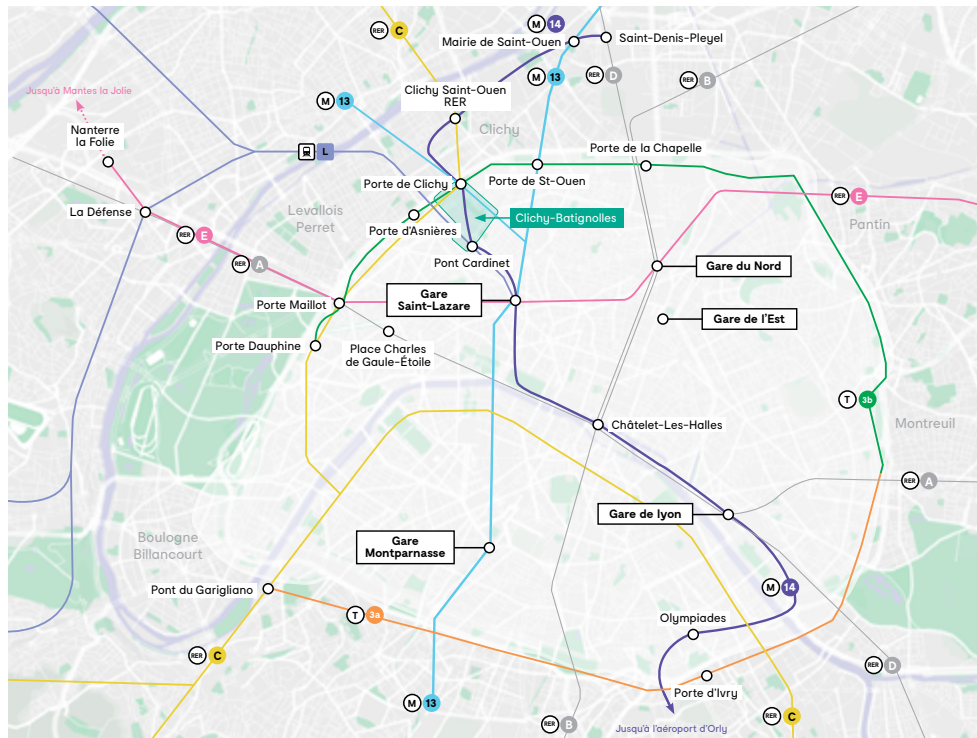 M 14
RER C
Mairie de Saint-Ouen
Saint-Denis-Pleyel
M 13
RER D
RER B
Jusqu'à Mantes la Jolie
Clichy Saint-Ouen
RER
M 13
Clichy
Nanterre
la Folie
L
Porte de la Chapelle
Porte de Clichy
Porte de St-Ouen
RER E
La Défense
Levallois
Perret
Clichy-Batignolles
Pantin
Porte d'Asnières
RER E
RER A
Pont Cardinet
Gare du Nord
Gare
Saint-Lazare
Porte Maillot
Gare de l'Est
Porte Dauphine
Place Charles
de Gaule-Étoile
T 3b
Châtelet-Les-Halles
Montreuil
RER A
Gare de lyon
Boulogne
Billancourt
Gare
Montparnasse
Pont du Garigliano
M 14
T 3a
Olympiades
RER C
RER D
Porte d'Ivry
M 13
RER B
Jusqu'à l'aéroport d'Orly
RER C